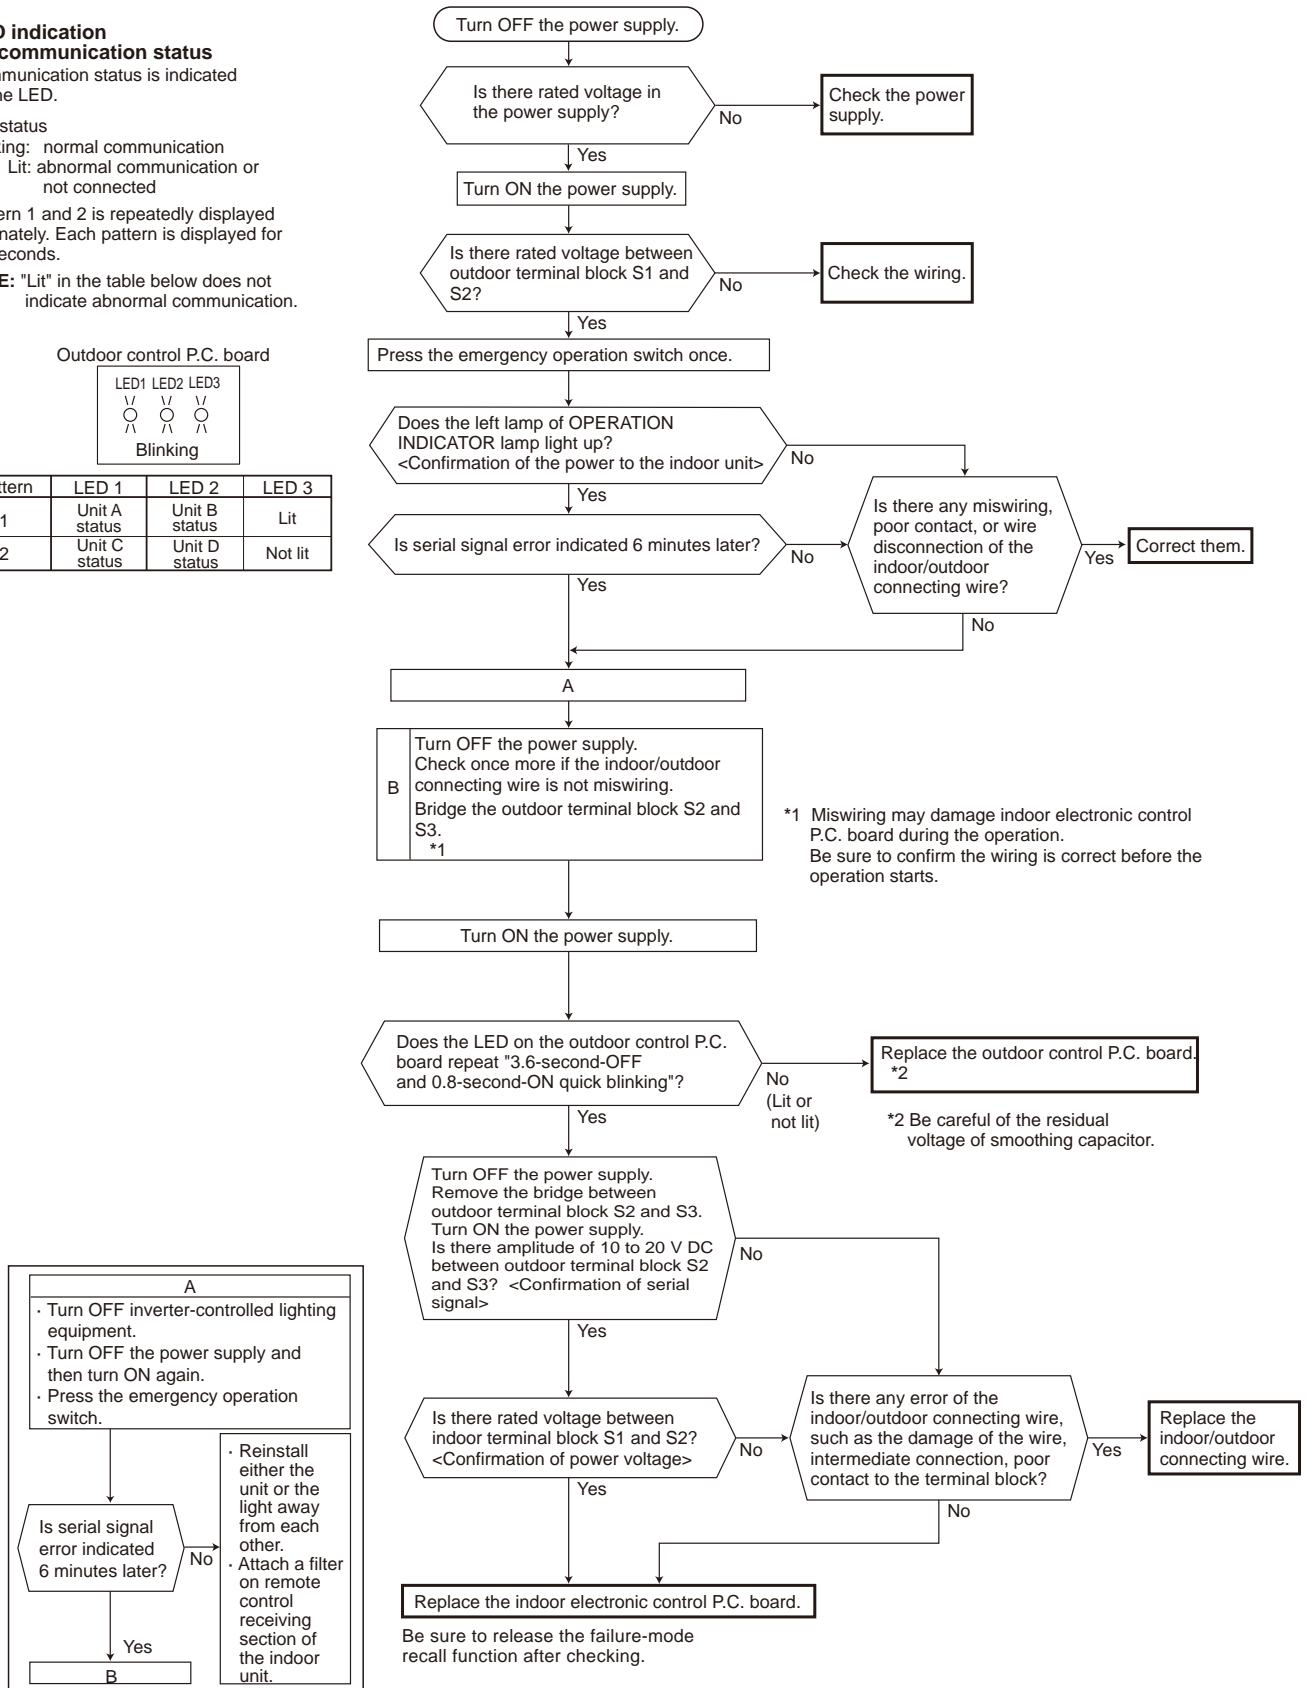 indication
communication status
communication status is indicated
the LED.
status
normal communication
Lit: abnormal communication or
not connected
1 and 2 is repeatedly displayed
Each pattern is displayed for
"Lit" in the table below does not
indicate abnormal communication.
Outdoor control P.C. board
LED1 LED2 LED3
Blinking
LED 1 LED 2 LED 3
1 Unit A status Unit B status Lit
2 Unit C status Unit D status Not lit
Turn OFF the power supply.
Is there rated voltage in
the power supply?
No
Check the power
supply.
Yes
Turn ON the power supply.
Is there rated voltage between
outdoor terminal block S1 and
S2?
No
Check the wiring.
Yes
Press the emergency operation switch once.
Does the left lamp of OPERATION
INDICATOR lamp light up?
<Confirmation of the power to the indoor unit>
No
Yes
Is serial signal error indicated 6 minutes later?
No
Yes
Is there any miswiring,
poor contact, or wire
disconnection of the
indoor/outdoor
connecting wire?
Yes
Correct them.
No
A
B
Turn OFF the power supply.
Check once more if the indoor/outdoor
connecting wire is not miswiring.
Bridge the outdoor terminal block S2 and
S3.
*1
*1 Miswiring may damage indoor electronic control
P.C. board during the operation.
Be sure to confirm the wiring is correct before the
operation starts.
Turn ON the power supply.
Does the LED on the outdoor control P.C.
board repeat "3.6-second-OFF
and 0.8-second-ON quick blinking"?
No
(Lit or
not lit)
Replace the outdoor control P.C. board.
*2
*2 Be careful of the residual
voltage of smoothing capacitor.
Yes
Turn OFF the power supply.
Remove the bridge between
outdoor terminal block S2 and S3.
Turn ON the power supply.
Is there amplitude of 10 to 20 V DC
between outdoor terminal block S2
and S3? <Confirmation of serial
signal>
No
Yes
Is there rated voltage between
indoor terminal block S1 and S2?
<Confirmation of power voltage>
No
Yes
Is there any error of the
indoor/outdoor connecting wire,
such as the damage of the wire,
intermediate connection, poor
contact to the terminal block?
Yes
Replace the
indoor/outdoor
connecting wire.
No
Replace the indoor electronic control P.C. board.
Be sure to release the failure-mode
recall function after checking.
A
· Turn OFF inverter-controlled lighting
equipment.
· Turn OFF the power supply and
then turn ON again.
· Press the emergency operation
switch.
Is serial signal
error indicated
6 minutes later?
No
· Reinstall
either the
unit or the
light away
from each
other.
· Attach a filter
on remote
control
receiving
section of
the indoor
unit.
Yes
B